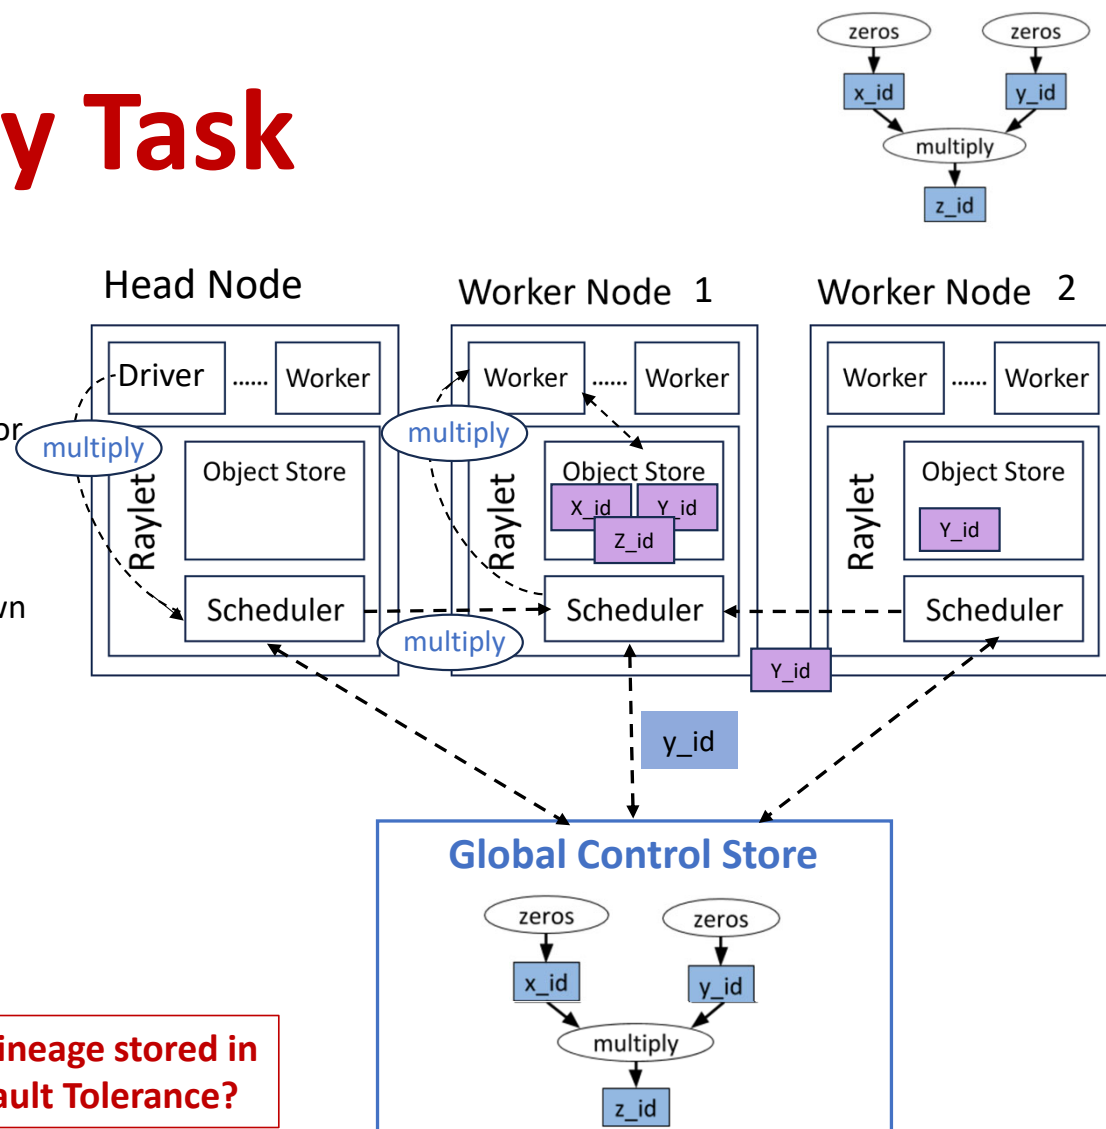 zeros zeros
x_id y_id
y Task
multiply
z_id
Head Node
Worker Node 1
Worker Node 2
Driver ...... Worker
Worker ...... Worker
Worker ...... Worker
or
multiply
multiply
Raylet
Object Store
Raylet
Object Store
X_id Y_id
Z_id
Raylet
Object Store
Y_id
wn
Scheduler
Scheduler
Scheduler
multiply
Y_id
y_id
Global Control Store
zeros zeros
x_id y_id
multiply
z_id
ineage stored in
ault Tolerance?